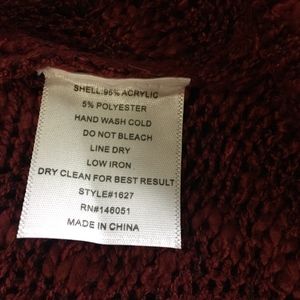 SHELL:95% ACRYLIC
5% POLYESTER
HAND WASH COLD
DO NOT BLEACH
LINE DRY
LOW IRON
DRY CLEAN FOR BEST RESULT
STYLE#1627
RN#146051
MADE IN CHINA